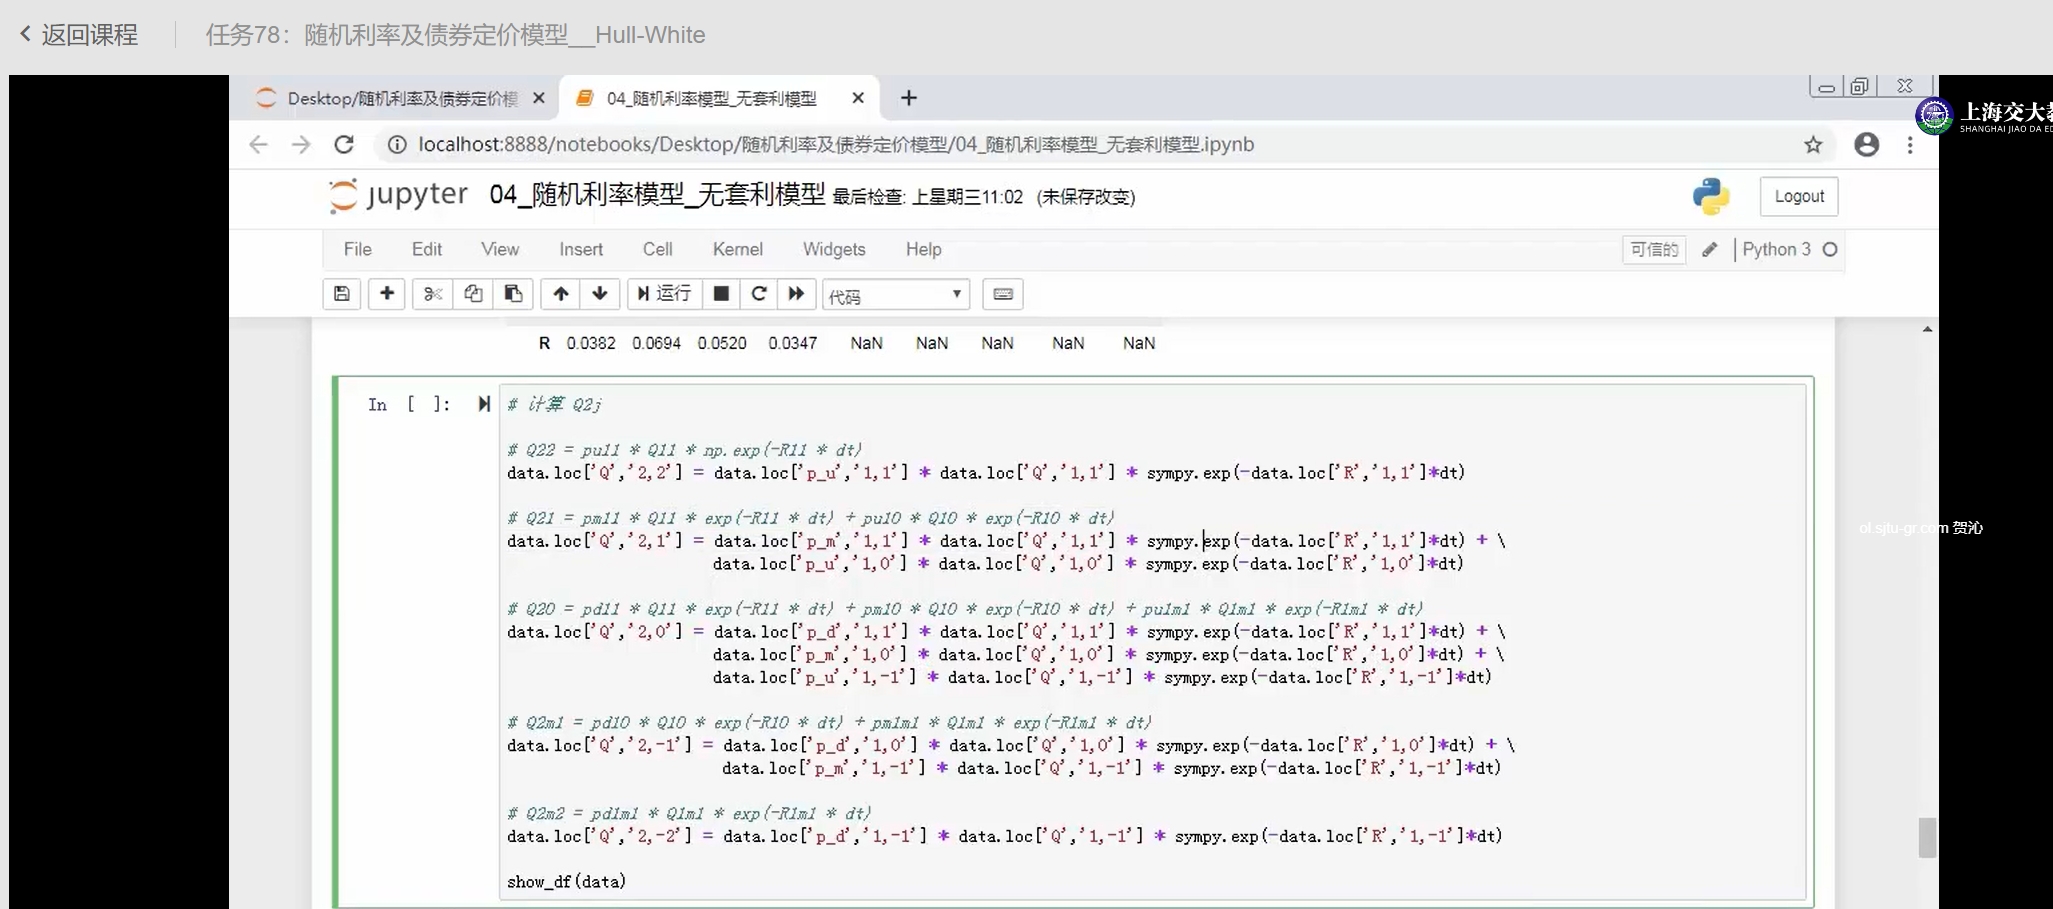 返回课程
任务78：随机利率及债券定价模型__Hull-White
Desktop/随机利率及债券定价模
04_随机利率模型_无套利模型
上海交大教
SHANGHAI JIAO DA ED
localhost:8888/notebooks/Desktop/随机利率及债券定价模型/04_随机利率模型_无套利模型.ipynb
jupyter 04_随机利率模型_无套利模型 最后检查: 上星期三11:02 (未保存改变)
Logout
File Edit View Insert Cell Kernel Widgets Help
可信的
Python 3
运行
代码
R 0.0382 0.0694 0.0520 0.0347 NaN NaN NaN NaN NaN
In [ ]:
# 计算 Q2j
# Q22 = pu11 * Q11 * np.exp(-R11 * dt)
data.loc['Q','2,2'] = data.loc['p_u','1,1'] * data.loc['Q','1,1'] * sympy.exp(-data.loc['R','1,1']*dt)
# Q21 = pm11 * Q11 * exp(-R11 * dt) + pu10 * Q10 * exp(-R10 * dt)
data.loc['Q','2,1'] = data.loc['p_m','1,1'] * data.loc['Q','1,1'] * sympy.exp(-data.loc['R','1,1']*dt) + \
data.loc['p_u','1,0'] * data.loc['Q','1,0'] * sympy.exp(-data.loc['R','1,0']*dt)
ol.sjtu-gr.com 贺沁
# Q20 = pd11 * Q11 * exp(-R11 * dt) + pm10 * Q10 * exp(-R10 * dt) + pu1m1 * Q1m1 * exp(-R1m1 * dt)
data.loc['Q','2,0'] = data.loc['p_d','1,1'] * data.loc['Q','1,1'] * sympy.exp(-data.loc['R','1,1']*dt) + \
data.loc['p_m','1,0'] * data.loc['Q','1,0'] * sympy.exp(-data.loc['R','1,0']*dt) + \
data.loc['p_u','1,-1'] * data.loc['Q','1,-1'] * sympy.exp(-data.loc['R','1,-1']*dt)
# Q2m1 = pd10 * Q10 * exp(-R10 * dt) + pm1m1 * Q1m1 * exp(-R1m1 * dt)
data.loc['Q','2,-1'] = data.loc['p_d','1,0'] * data.loc['Q','1,0'] * sympy.exp(-data.loc['R','1,0']*dt) + \
data.loc['p_m','1,-1'] * data.loc['Q','1,-1'] * sympy.exp(-data.loc['R','1,-1']*dt)
# Q2m2 = pd1m1 * Q1m1 * exp(-R1m1 * dt)
data.loc['Q','2,-2'] = data.loc['p_d','1,-1'] * data.loc['Q','1,-1'] * sympy.exp(-data.loc['R','1,-1']*dt)
show_df(data)